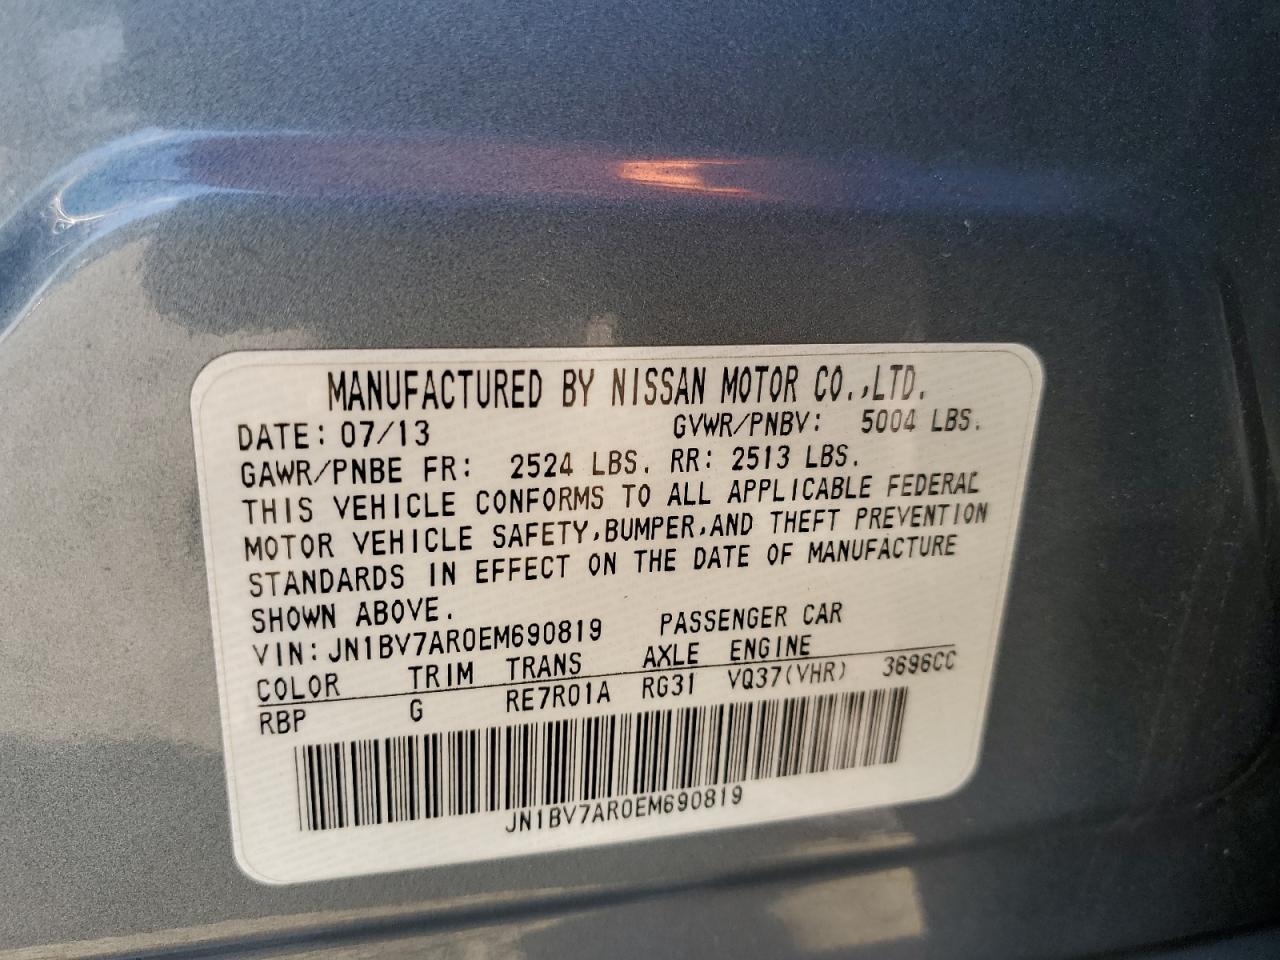 MANUFACTURED BY NISSAN MOTOR CO.,LTD.
DATE: 07/13 GVWR/PNBV: 5004 LBS.
GAWR/PNBE FR: 2524 LBS. RR: 2513 LBS.
THIS VEHICLE CONFORMS TO ALL APPLICABLE FEDERAL
MOTOR VEHICLE SAFETY,BUMPER,AND THEFT PREVENTION
STANDARDS IN EFFECT ON THE DATE OF MANUFACTURE
SHOWN ABOVE.
VIN: JN1BV7AR0EM690819 PASSENGER CAR
COLOR TRIM TRANS AXLE ENGINE
RBP G RE7R01A RG31 VQ37(VHR) 3696CC
JN1BV7AR0EM690819